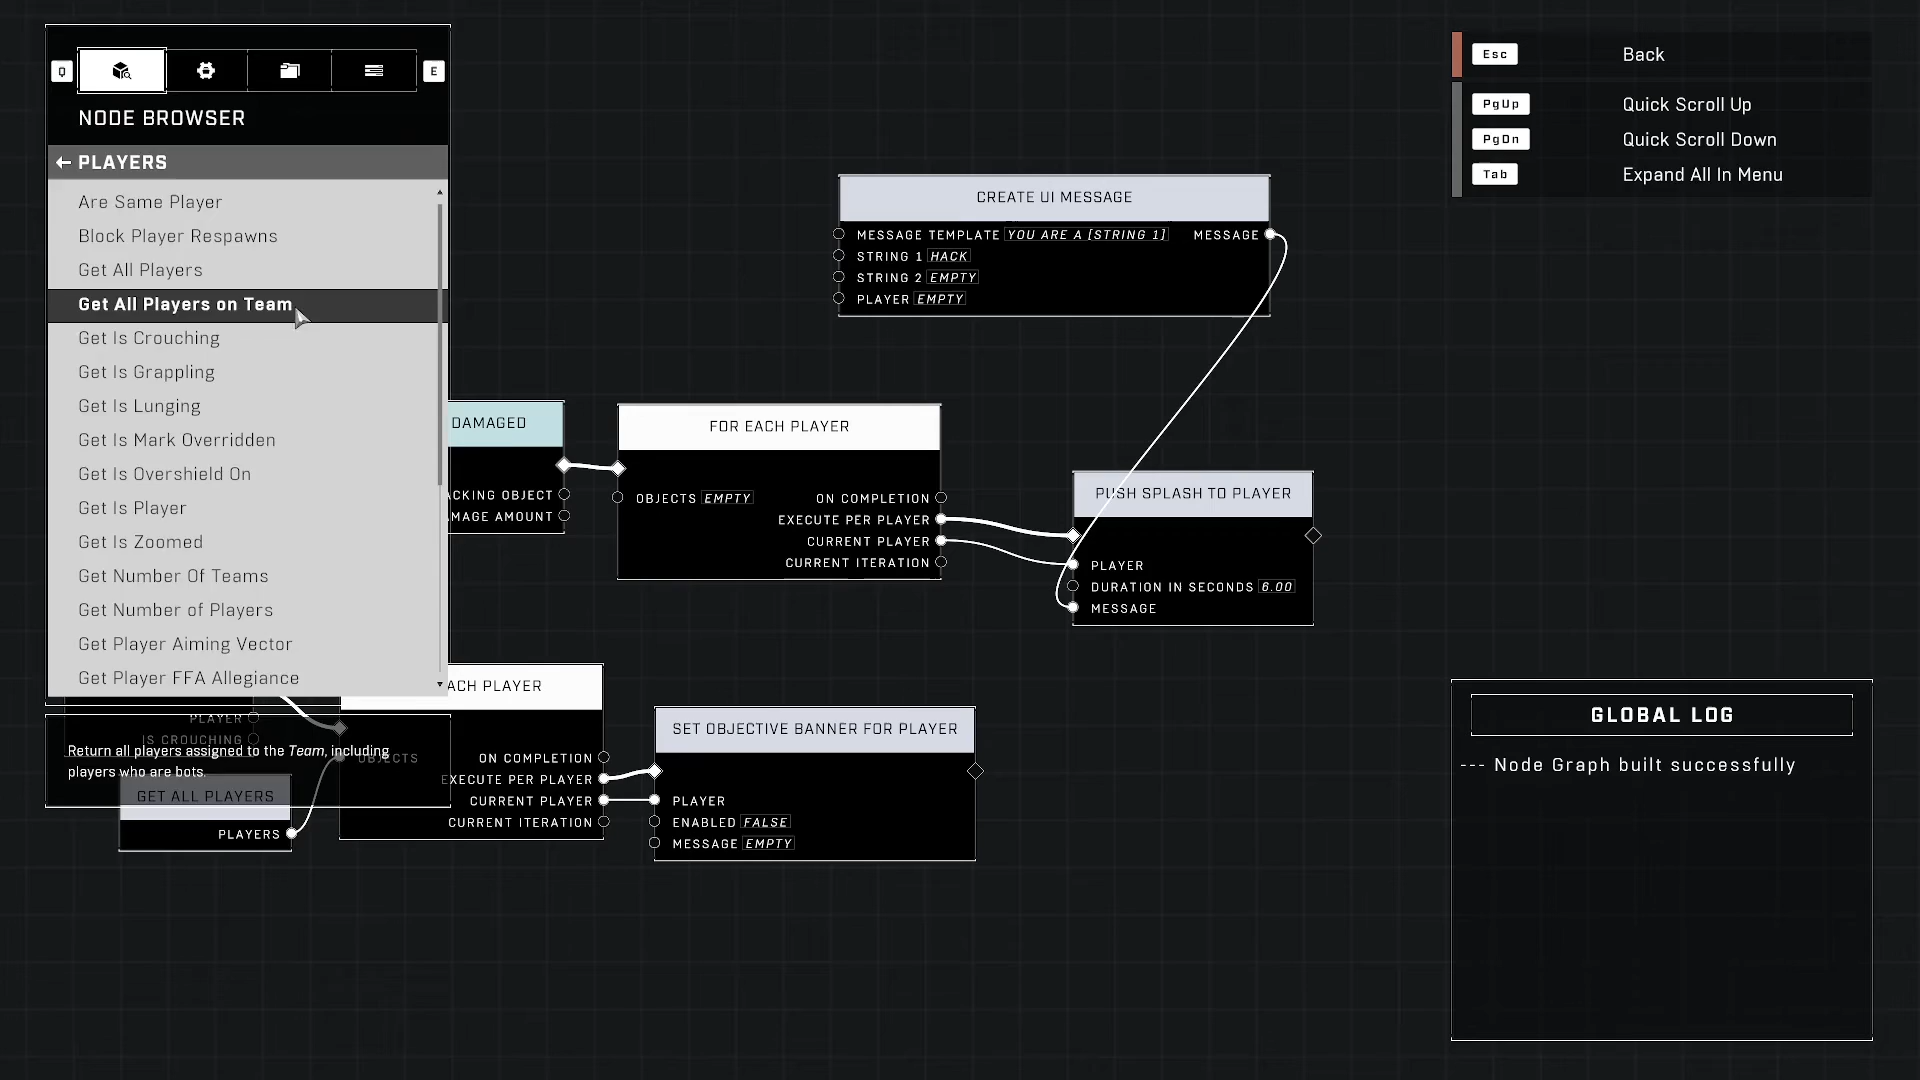 Q
E
NODE BROWSER
PLAYERS
Are Same Player
Block Player Respawns
Get All Players
Get All Players on Team
Get Is Crouching
Get Is Grappling
Get Is Lunging
Get Is Mark Overridden
Get Is Overshield On
Get Is Player
Get Is Zoomed
Get Number Of Teams
Get Number of Players
Get Player Aiming Vector
Get Player FFA Allegiance
Return all players assigned to the Team, including
players who are bots.
Esc Back
PgUp Quick Scroll Up
PgDn Quick Scroll Down
Tab Expand All In Menu
CREATE UI MESSAGE
MESSAGE TEMPLATE YOU ARE A [STRING 1] MESSAGE
STRING 1 HACK
STRING 2 EMPTY
PLAYER EMPTY
DAMAGED
ACKING OBJECT
MAGE AMOUNT
FOR EACH PLAYER
OBJECTS EMPTY ON COMPLETION
EXECUTE PER PLAYER
CURRENT PLAYER
CURRENT ITERATION
PUSH SPLASH TO PLAYER
PLAYER
DURATION IN SECONDS 6.00
MESSAGE
PLAYER
IS CROUCHING
GET ALL PLAYERS
PLAYERS
ACH PLAYER
OBJECTS ON COMPLETION
EXECUTE PER PLAYER
CURRENT PLAYER
CURRENT ITERATION
SET OBJECTIVE BANNER FOR PLAYER
PLAYER
ENABLED FALSE
MESSAGE EMPTY
GLOBAL LOG
--- Node Graph built successfully